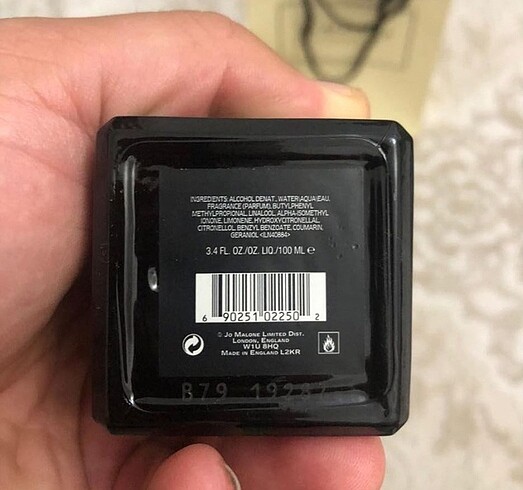 INGREDIENTS: ALCOHOL DENAT., WATER\AQUA\EAU,
FRAGRANCE (PARFUM), BUTYLPHENYL
METHYLPROPIONAL, LINALOOL, ALPHA-ISOMETHYL
IONONE, LIMONENE, HYDROXYCITRONELLAL,
CITRONELLOL, BENZYL BENZOATE, COUMARIN,
GERANIOL <ILN40884>
3.4 FL. OZ./OZ. LIQ./100 ML ℮
6 90251 02250 2
© JO MALONE LIMITED DIST.
LONDON, ENGLAND
W1U 8HQ
MADE IN ENGLAND L2KR
B79 19287